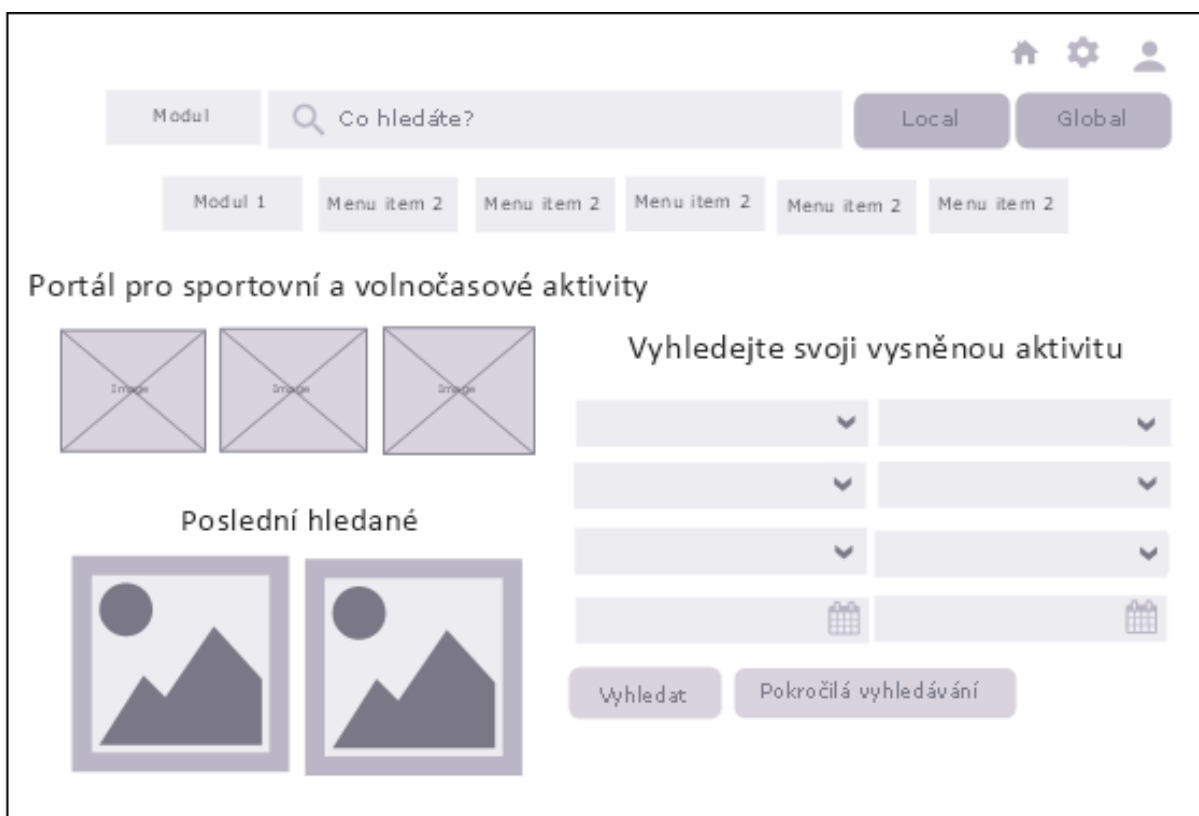 Modul
Co hledáte?
Local
Global
Modul 1
Menu item 2
Menu item 2
Menu item 2
Menu item 2
Menu item 2
Portál pro sportovní a volnočasové aktivity
Image
Image
Image
Vyhledejte svoji vysněnou aktivitu
Poslední hledané
Vyhledat
Pokročilá vyhledávání